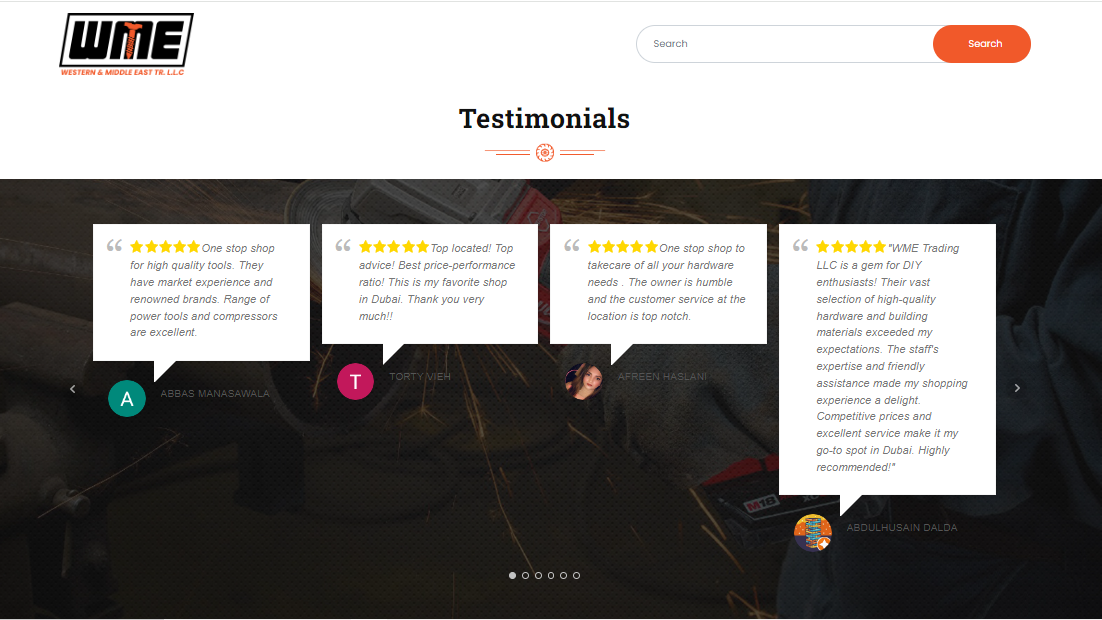 WME
WESTERN & MIDDLE EAST TR. L.L.C
Search
Search
Testimonials
One stop shop
for high quality tools. They
have market experience and
renowned brands. Range of
power tools and compressors
are excellent.
A
ABBAS MANASAWALA
Top located! Top
advice! Best price-performance
ratio! This is my favorite shop
in Dubai. Thank you very
much!!
T
TORTY VIEH
One stop shop to
takecare of all your hardware
needs . The owner is humble
and the customer service at the
location is top notch.
AFREEN HASLANI
"WME Trading
LLC is a gem for DIY
enthusiasts! Their vast
selection of high-quality
hardware and building
materials exceeded my
expectations. The staff's
expertise and friendly
assistance made my shopping
experience a delight.
Competitive prices and
excellent service make it my
go-to spot in Dubai. Highly
recommended!"
ABDULHUSAIN DALDA
M18